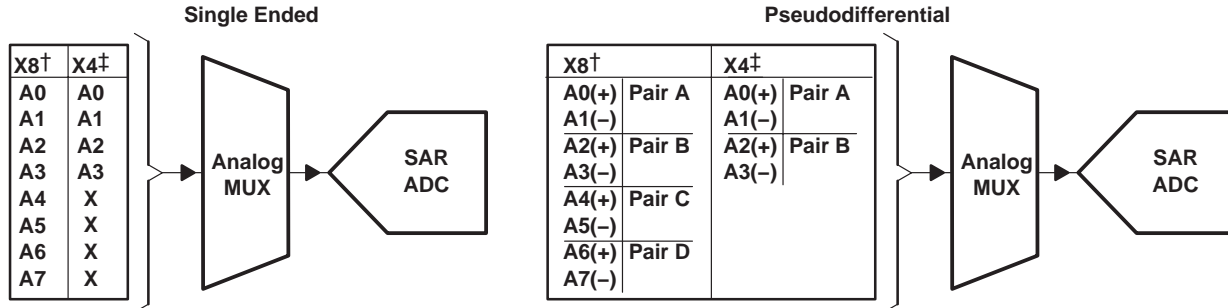 Single Ended
X8† X4‡
A0 A0
A1 A1
A2 A2
A3 A3
A4 X
A5 X
A6 X
A7 X
Analog
MUX
SAR
ADC
Pseudodifferential
X8† X4‡
A0(+) Pair A A0(+) Pair A
A1(–) A1(–)
A2(+) Pair B A2(+) Pair B
A3(–) A3(–)
A4(+) Pair C
A5(–)
A6(+) Pair D
A7(–)
Analog
MUX
SAR
ADC